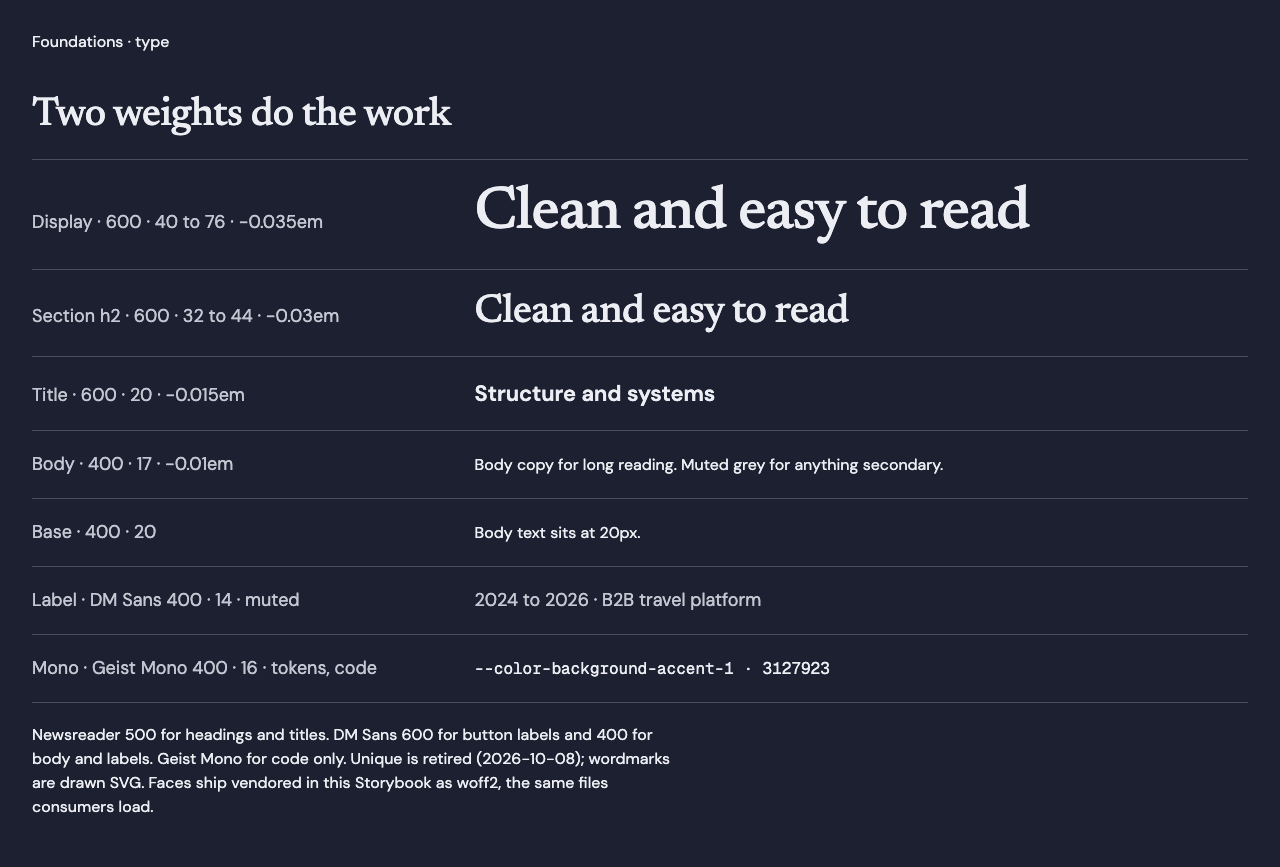 Foundations · type
Two weights do the work
Display · 600 · 40 to 76 · -0.035em
Clean and easy to read
Section h2 · 600 · 32 to 44 · -0.03em
Clean and easy to read
Title · 600 · 20 · -0.015em
Structure and systems
Body · 400 · 17 · -0.01em
Body copy for long reading. Muted grey for anything secondary.
Base · 400 · 20
Body text sits at 20px.
Label · DM Sans 400 · 14 · muted
2024 to 2026 · B2B travel platform
Mono · Geist Mono 400 · 16 · tokens, code
--color-background-accent-1 · 3127923
Newsreader 500 for headings and titles. DM Sans 600 for button labels and 400 for
body and labels. Geist Mono for code only. Unique is retired (2026-10-08); wordmarks
are drawn SVG. Faces ship vendored in this Storybook as woff2, the same files
consumers load.